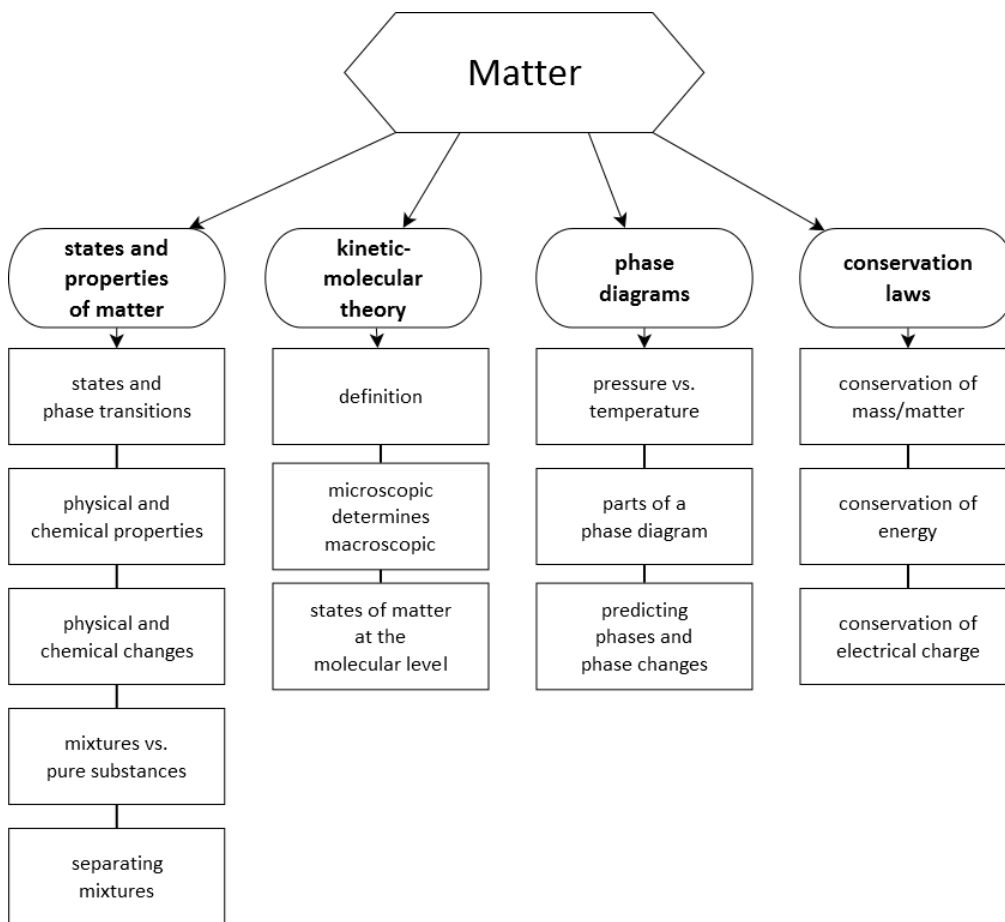 Matter
states and
properties
of matter
states and
phase transitions
physical and
chemical properties
physical and
chemical changes
mixtures vs.
pure substances
separating
mixtures
kinetic-
molecular
theory
definition
microscopic
determines
macroscopic
states of matter
at the
molecular level
phase
diagrams
pressure vs.
temperature
parts of a
phase diagram
predicting
phases and
phase changes
conservation
laws
conservation of
mass/matter
conservation of
energy
conservation of
electrical charge